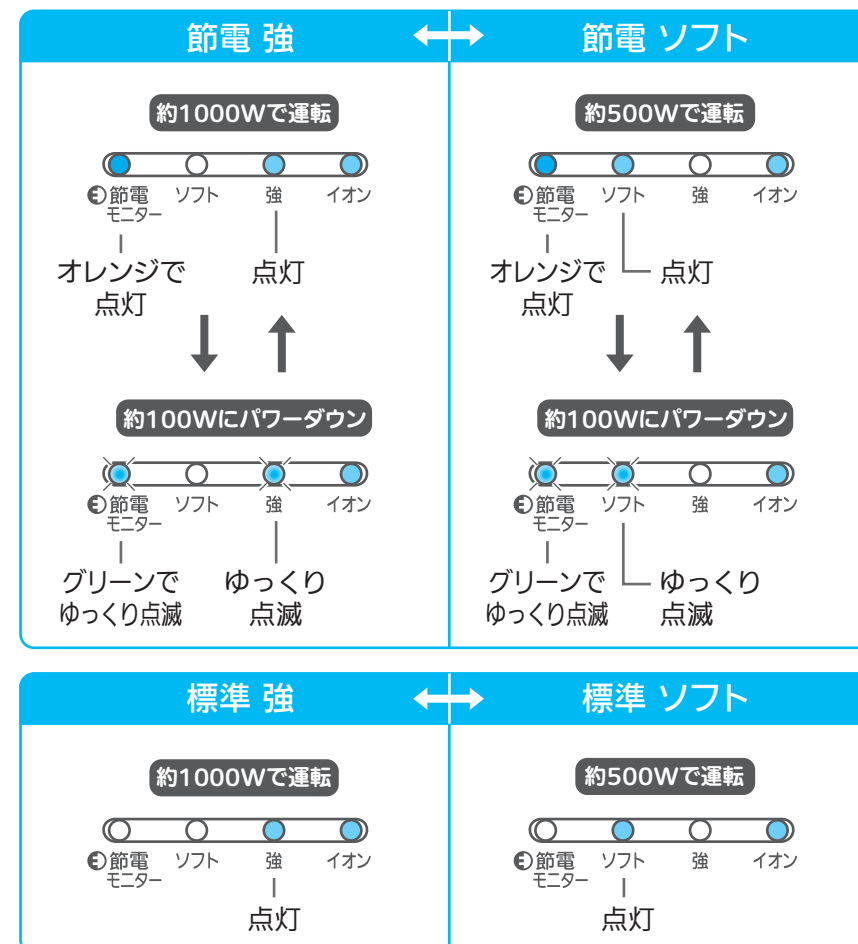 節電 強
節電 ソフト
約1000Wで運転
節電モニター ソフト 強 イオン
オレンジで
点灯
点灯
約100Wにパワーダウン
節電モニター ソフト 強 イオン
グリーンで
ゆっくり点滅
ゆっくり
点滅
約500Wで運転
節電モニター ソフト 強 イオン
オレンジで
点灯
点灯
約100Wにパワーダウン
節電モニター ソフト 強 イオン
グリーンで
ゆっくり点滅
ゆっくり
点滅
標準 強
標準 ソフト
約1000Wで運転
節電モニター ソフト 強 イオン
点灯
約500Wで運転
節電モニター ソフト 強 イオン
点灯